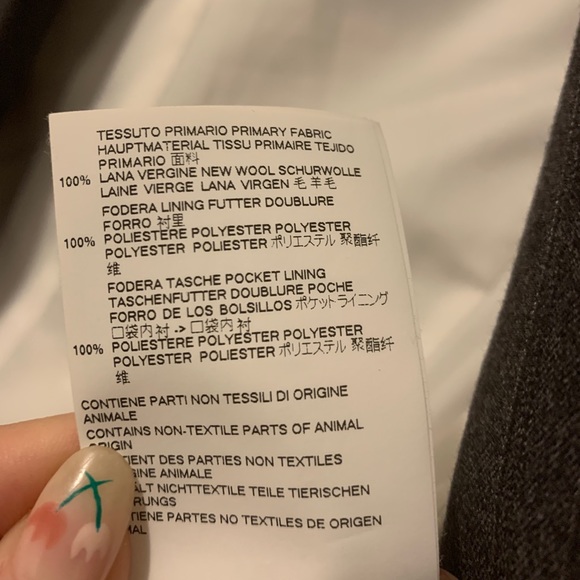 TESSUTO PRIMARIO PRIMARY FABRIC
HAUPTMATERIAL TISSU PRIMAIRE TEJIDO
PRIMARIO 面料
100% LANA VERGINE NEW WOOL SCHURWOLLE
LAINE VIERGE LANA VIRGEN 毛 羊毛
FODERA LINING FUTTER DOUBLURE
FORRO 衬里
100% POLIESTERE POLYESTER POLYESTER
POLYESTER POLIESTER ポリエステル 聚酯纤
维
FODERA TASCHE POCKET LINING
TASCHENFUTTER DOUBLURE POCHE
FORRO DE LOS BOLSILLOS ポケットライニング
口袋内衬 -> 口袋内衬
100% POLIESTERE POLYESTER POLYESTER
POLYESTER POLIESTER ポリエステル 聚酯纤
维
CONTIENE PARTI NON TESSILI DI ORIGINE
ANIMALE
CONTAINS NON-TEXTILE PARTS OF ANIMAL
ORIGIN
TIENT DES PARTIES NON TEXTILES
GINE ANIMALE
ÄLT NICHTTEXTILE TEILE TIERISCHEN
RUNGS
TIENE PARTES NO TEXTILES DE ORIGEN
MAL